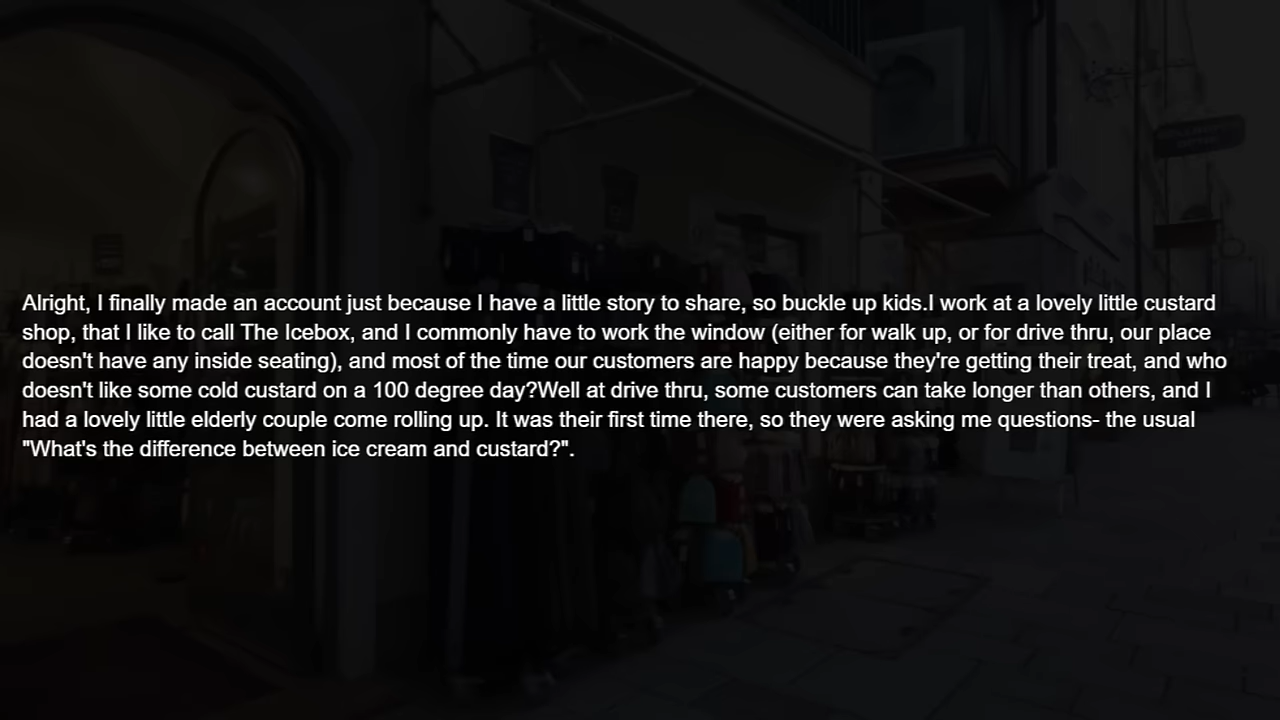 Alright, I finally made an account just because I have a little story to share, so buckle up kids.I work at a lovely little custard
shop, that I like to call The Icebox, and I commonly have to work the window (either for walk up, or for drive thru, our place
doesn't have any inside seating), and most of the time our customers are happy because they're getting their treat, and who
doesn't like some cold custard on a 100 degree day?Well at drive thru, some customers can take longer than others, and I
had a lovely little elderly couple come rolling up. It was their first time there, so they were asking me questions- the usual
"What's the difference between ice cream and custard?".